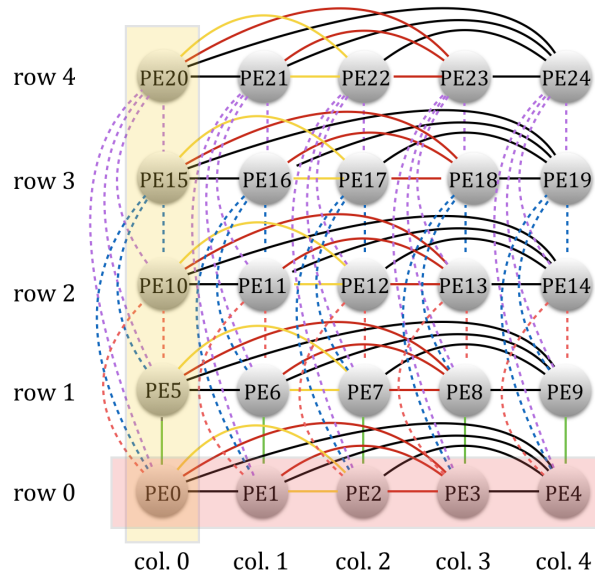 row 4 PE20 PE21 PE22 PE23 PE24
row 3 PE15 PE16 PE17 PE18 PE19
row 2 PE10 PE11 PE12 PE13 PE14
row 1 PE5 PE6 PE7 PE8 PE9
row 0 PE0 PE1 PE2 PE3 PE4
col. 0 col. 1 col. 2 col. 3 col. 4